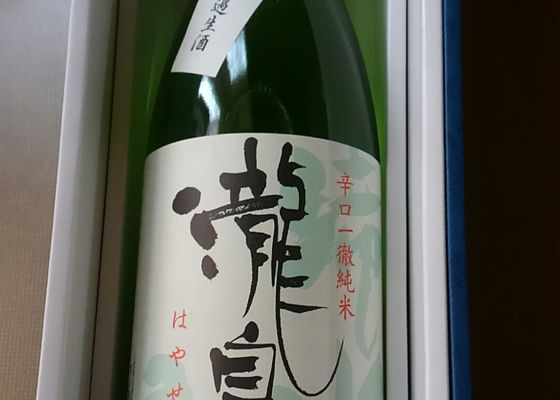 過生酒
辛口一徹純米
瀧
はやせ